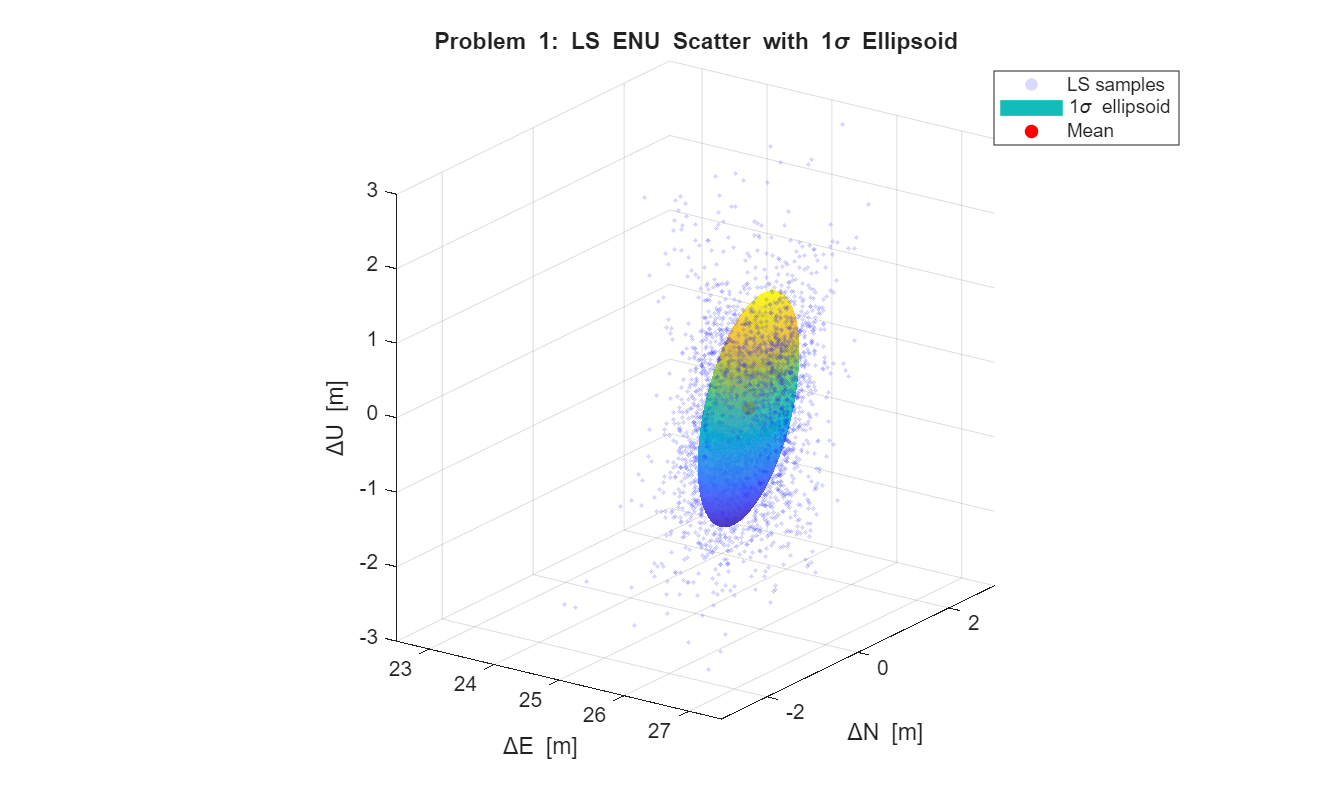 Problem 1: LS ENU Scatter with 1σ Ellipsoid
LS samples
1σ ellipsoid
Mean
3
2
1
0
-1
-2
-3
ΔU [m]
23
24
25
26
27
ΔE [m]
-2
0
2
ΔN [m]